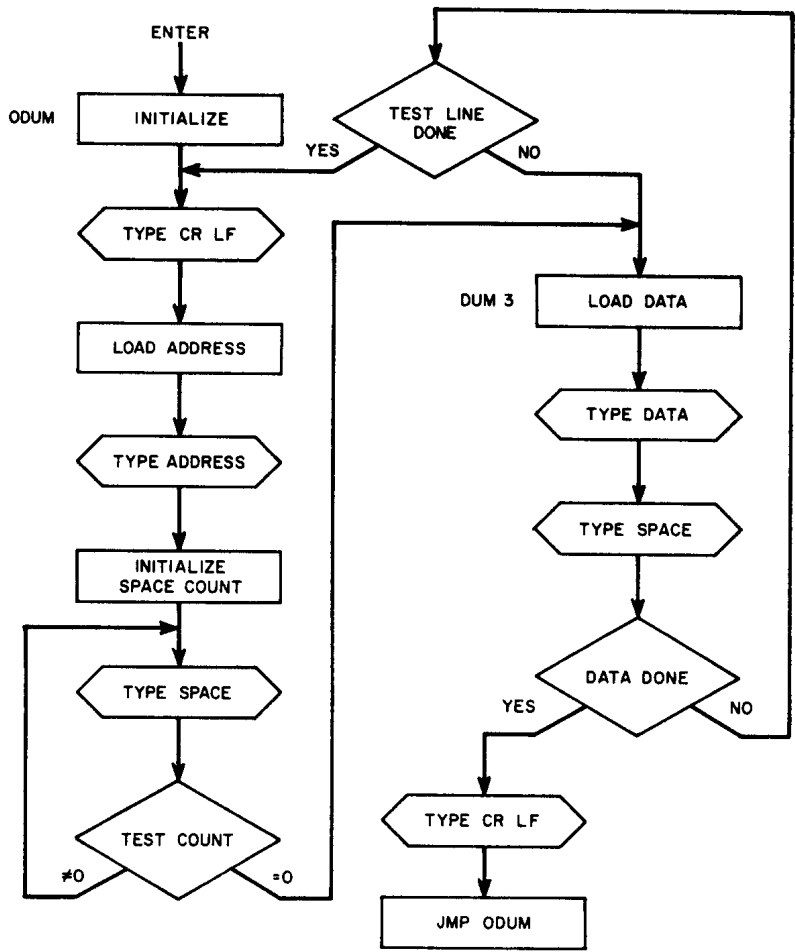 ENTER
ODUM
INITIALIZE
TYPE CR LF
LOAD ADDRESS
TYPE ADDRESS
INITIALIZE
SPACE COUNT
TYPE SPACE
TEST COUNT
≠0
=0
TEST LINE
DONE
YES
NO
DUM 3
LOAD DATA
TYPE DATA
TYPE SPACE
DATA DONE
YES
NO
TYPE CR LF
JMP ODUM